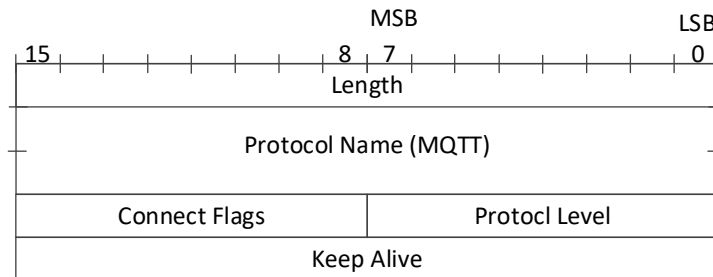 MSB LSB
15 8 7 0
Length
Protocol Name (MQTT)
Connect Flags Protocl Level
Keep Alive